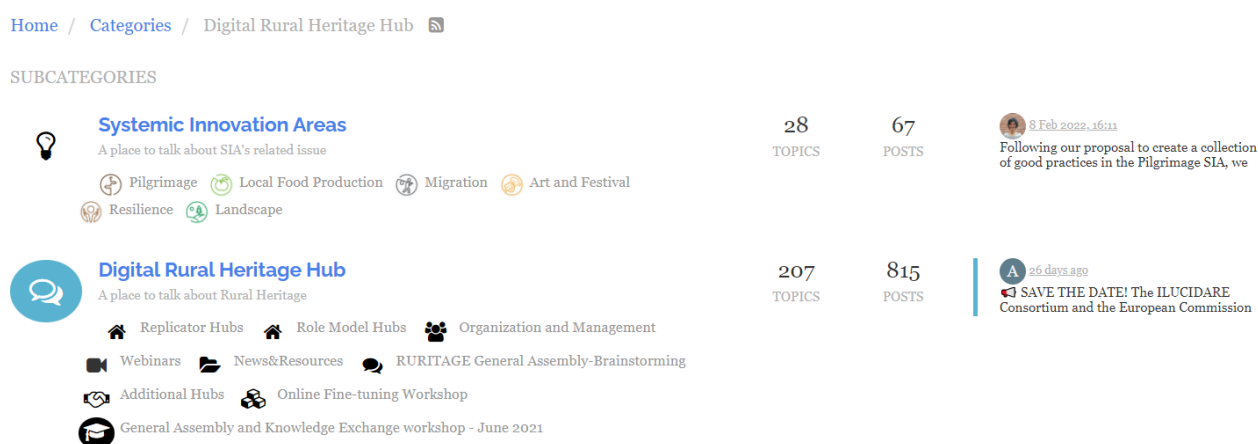 Home / Categories / Digital Rural Heritage Hub
SUBCATEGORIES
Systemic Innovation Areas
A place to talk about SIA's related issue
Pilgrimage Local Food Production Migration Art and Festival
Resilience Landscape
28
TOPICS
67
POSTS
8 Feb 2022, 16:11
Following our proposal to create a collection
of good practices in the Pilgrimage SIA, we
Digital Rural Heritage Hub
A place to talk about Rural Heritage
Replicator Hubs Role Model Hubs Organization and Management
Webinars News&Resources RURITAGE General Assembly-Brainstorming
Additional Hubs Online Fine-tuning Workshop
General Assembly and Knowledge Exchange workshop - June 2021
207
TOPICS
815
POSTS
A 26 days ago
SAVE THE DATE! The ILUCIDARE
Consortium and the European Commission